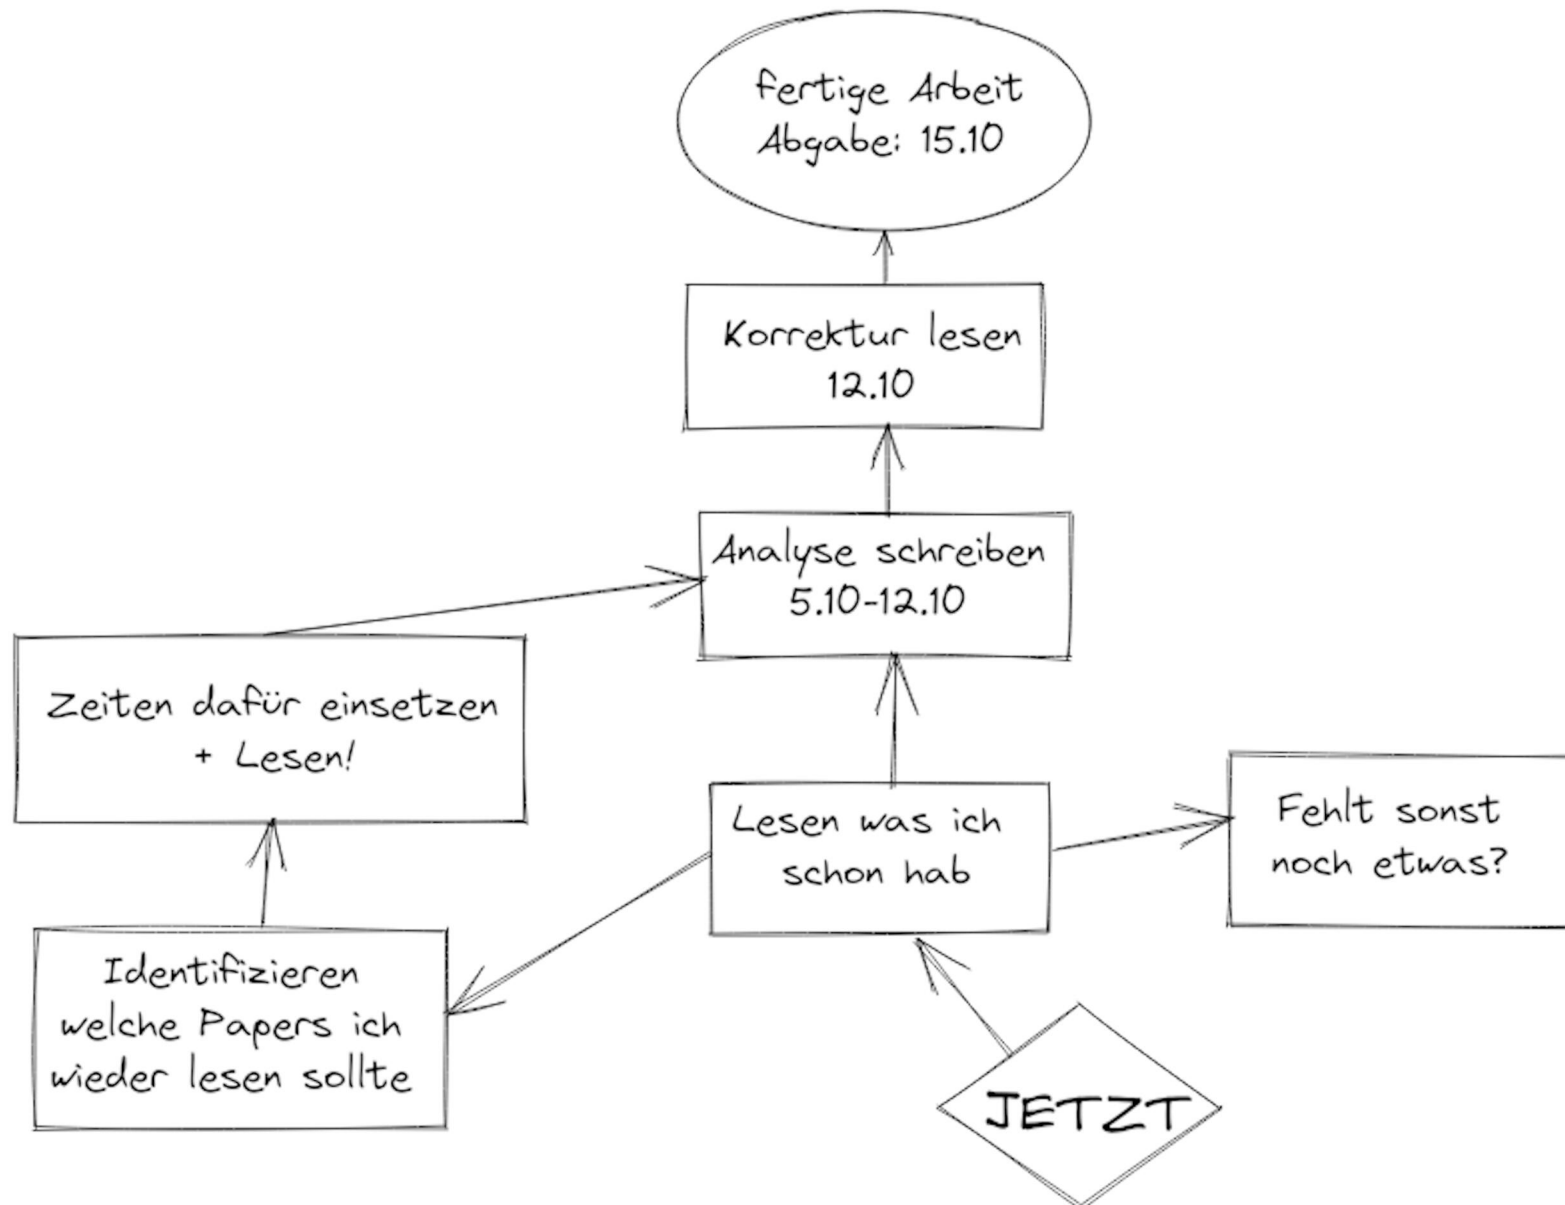 fertige Arbeit
Abgabe: 15.10
Korrektur lesen
12.10
Analyse schreiben
5.10-12.10
Zeiten dafür einsetzen
+ Lesen!
Lesen was ich
schon hab
Fehlt sonst
noch etwas?
Identifizieren
welche Papers ich
wieder lesen sollte
JETZT